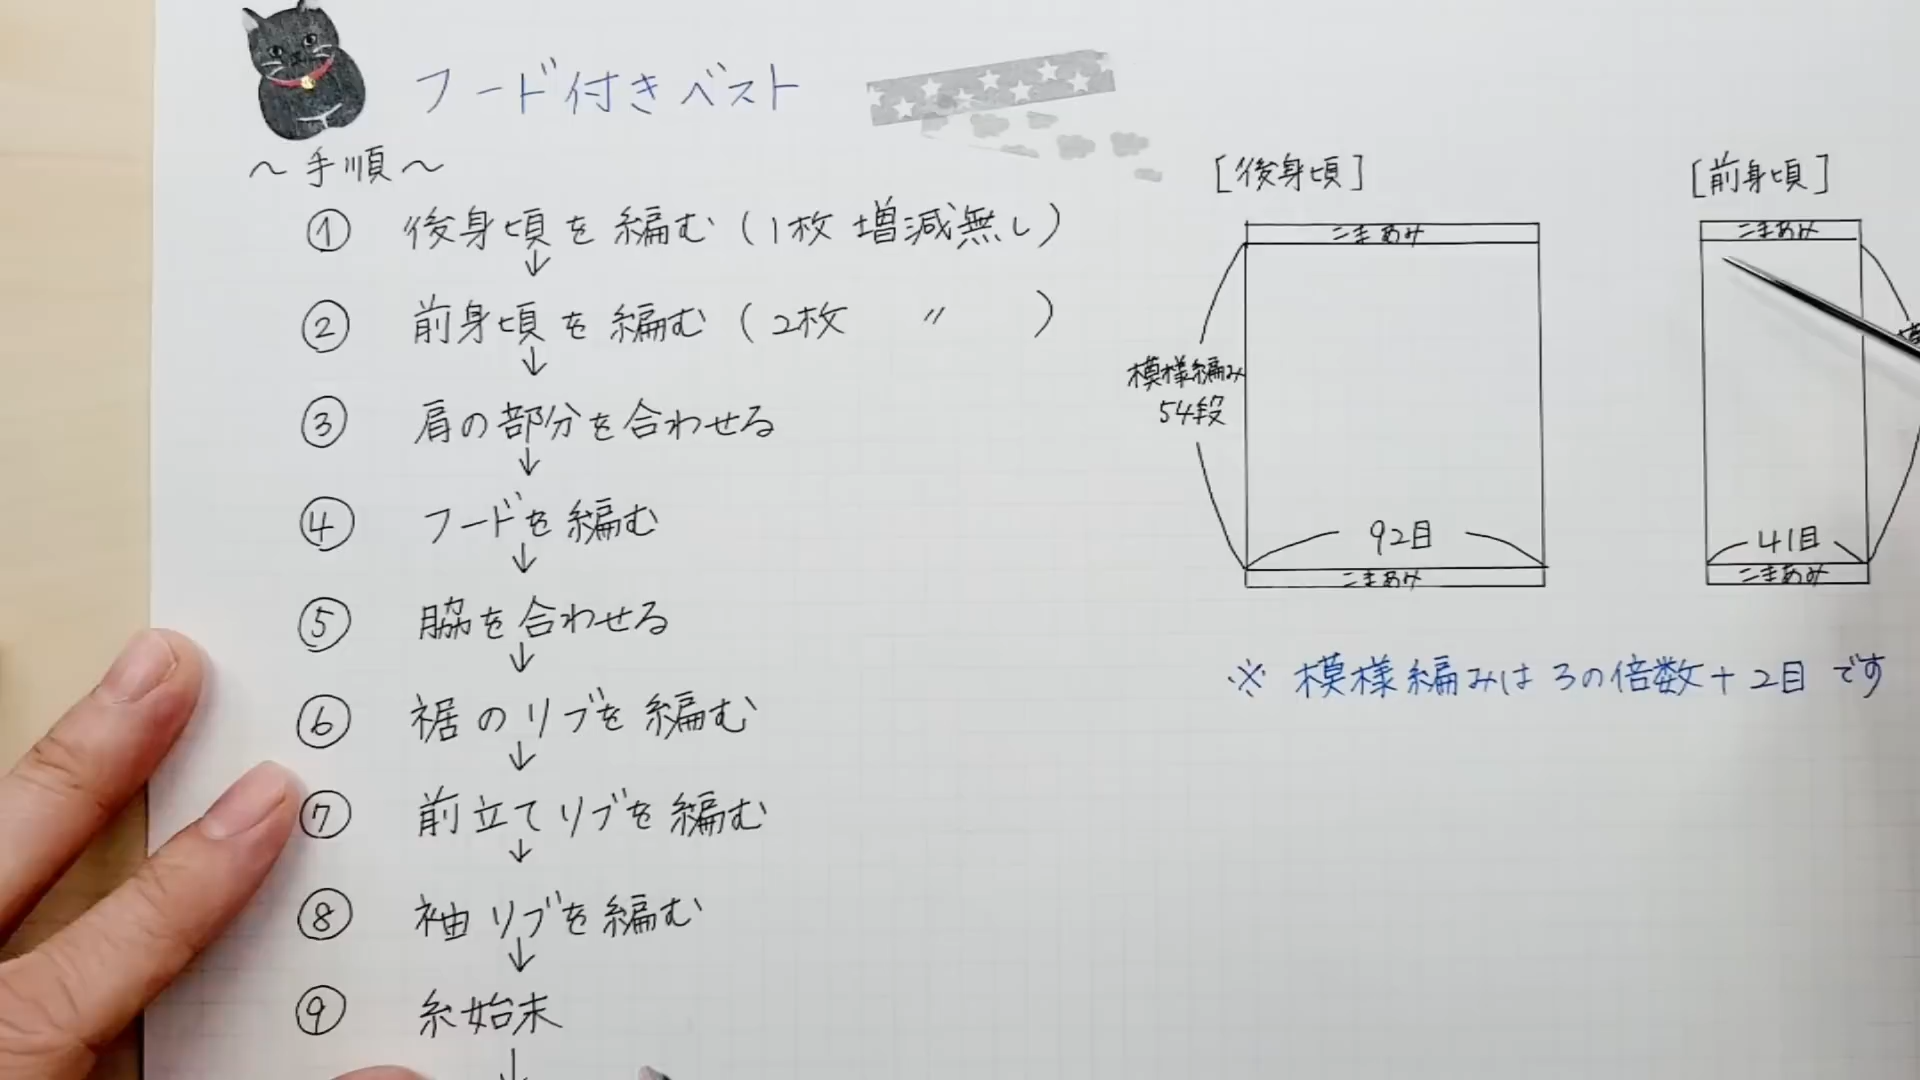 フード付きベスト
～手順～
① 後身頃を編む(1枚 増減無し)
↓
② 前身頃を編む(2枚 〃 )
↓
③ 肩の部分を合わせる
↓
④ フードを編む
↓
⑤ 脇を合わせる
↓
⑥ 裾のリブを編む
↓
⑦ 前立てリブを編む
↓
⑧ 袖リブを編む
↓
⑨ 糸始末
↓
[後身頃]
こまあみ
模様編み
54段
92目
こまあみ
[前身頃]
こまあみ
41目
こまあみ
※ 模様編みは3の倍数+2目です